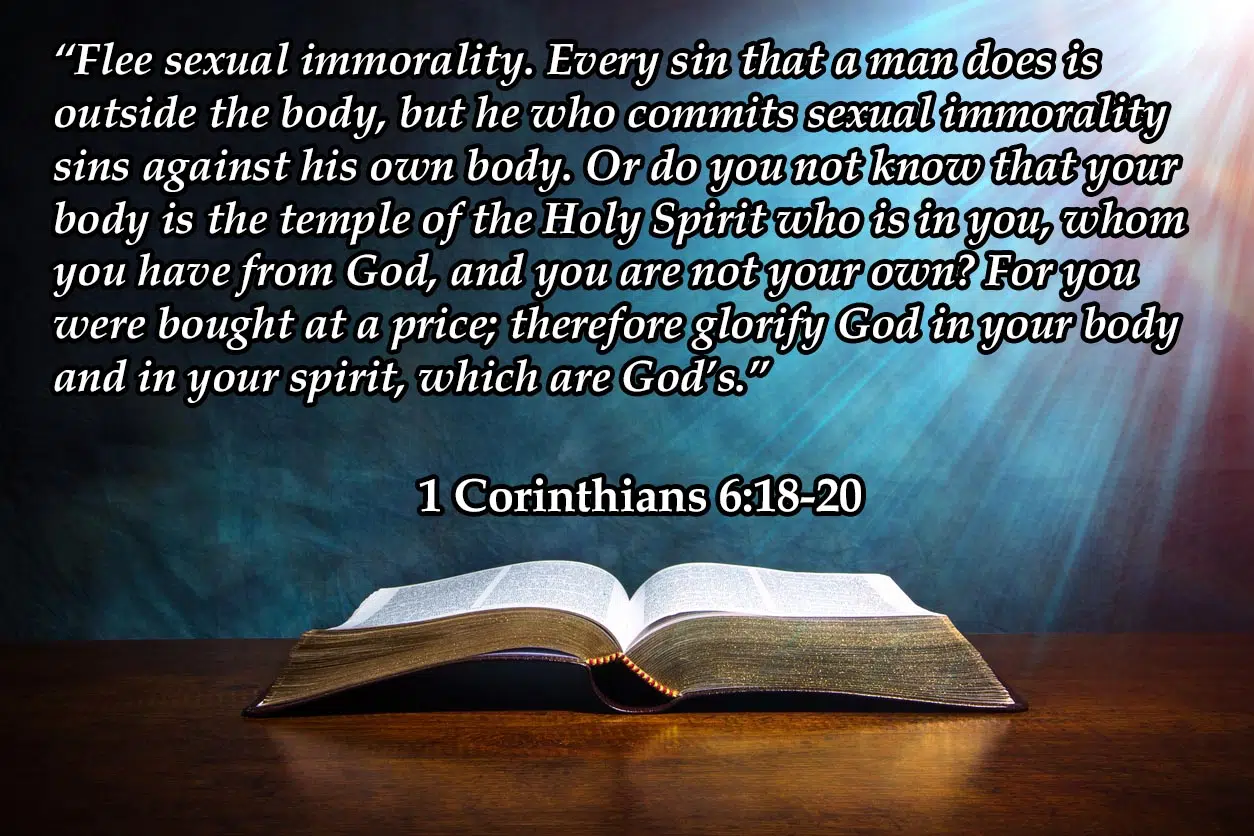 “Flee sexual immorality. Every sin that a man does is
outside the body, but he who commits sexual immorality
sins against his own body. Or do you not know that your
body is the temple of the Holy Spirit who is in you, whom
you have from God, and you are not your own? For you
were bought at a price; therefore glorify God in your body
and in your spirit, which are God’s.”
1 Corinthians 6:18-20